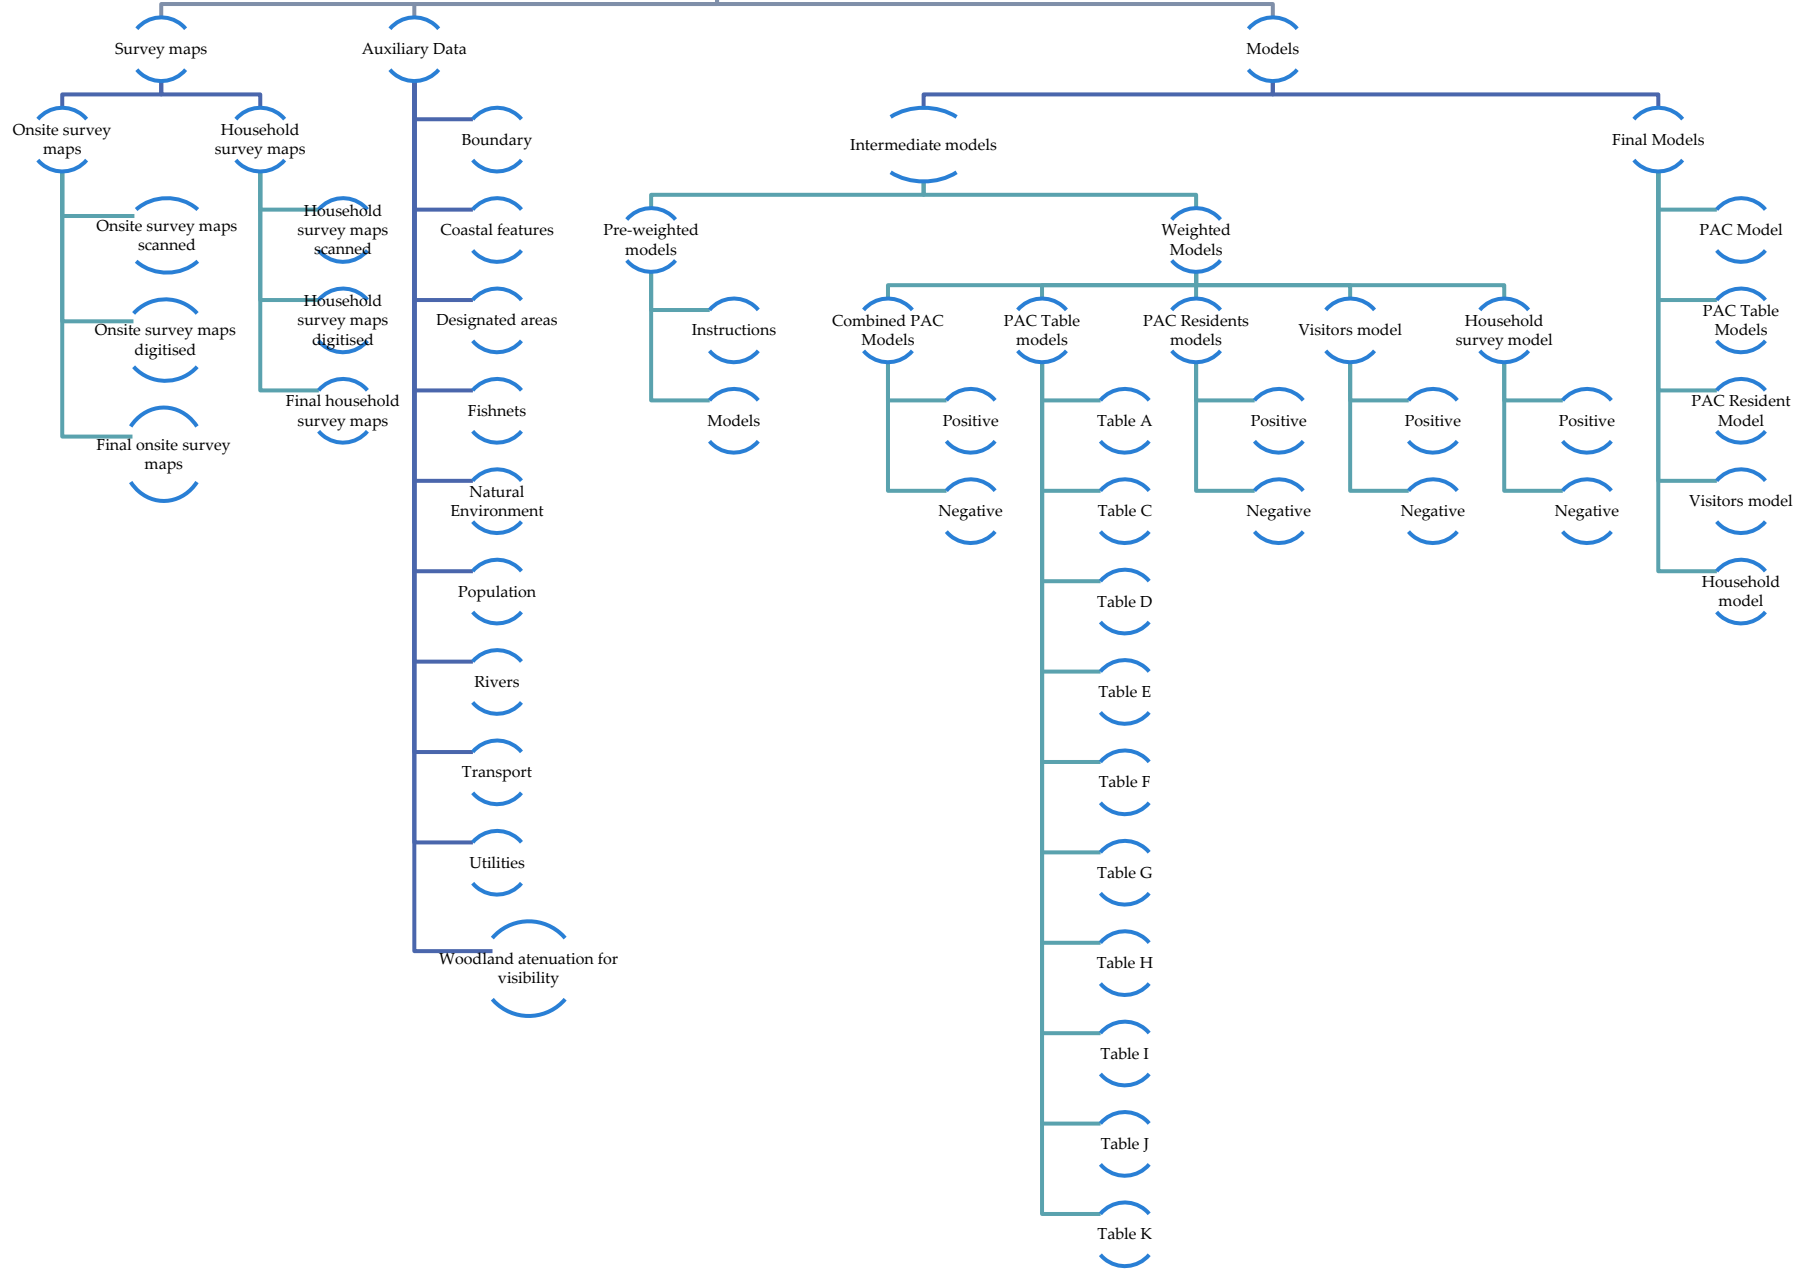 Survey maps
Auxiliary Data
Models
Onsite survey
maps
Household
survey maps
Onsite survey maps
scanned
Onsite survey maps
digitised
Final onsite survey
maps
Household
survey maps
scanned
Household
survey maps
digitised
Final household
survey maps
Boundary
Coastal features
Designated areas
Fishnets
Natural
Environment
Population
Rivers
Transport
Utilities
Woodland atenuation for
visibility
Intermediate models
Final Models
Pre-weighted
models
Weighted
Models
Instructions
Models
Combined PAC
Models
Positive
Negative
PAC Table
models
Table A
Table C
Table D
Table E
Table F
Table G
Table H
Table I
Table J
Table K
PAC Residents
models
Positive
Negative
Visitors model
Positive
Negative
Household
survey model
Positive
Negative
PAC Model
PAC Table
Models
PAC Resident
Model
Visitors model
Household
model